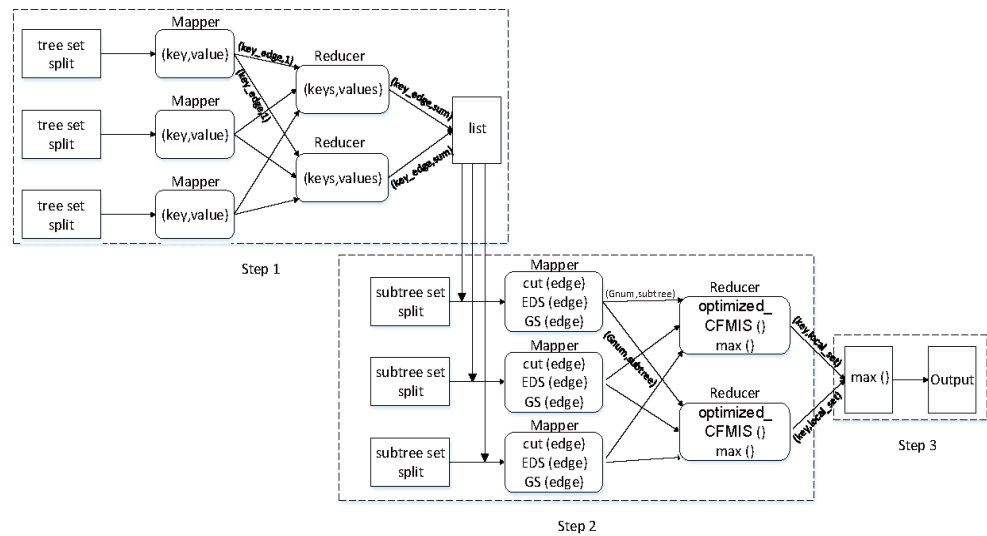 Mapper
tree set
split
(key,value)
(key_edge,1)
Reducer
(keys,values)
(key_edge,sum)
Mapper
tree set
split
(key,value)
(key_edge,1)
list
Reducer
(keys,values)
(key_edge,sum)
Mapper
tree set
split
(key,value)
Step 1
Mapper
subtree set
split
cut (edge)
EDS (edge)
GS (edge)
(Gnum,subtree)
Reducer
optimized_
CFMIS ()
max ()
(key,local_set)
Mapper
subtree set
split
cut (edge)
EDS (edge)
GS (edge)
(Gnum,subtree)
max ()
Output
Reducer
optimized_
CFMIS ()
max ()
(key,local_set)
Mapper
subtree set
split
cut (edge)
EDS (edge)
GS (edge)
Step 3
Step 2